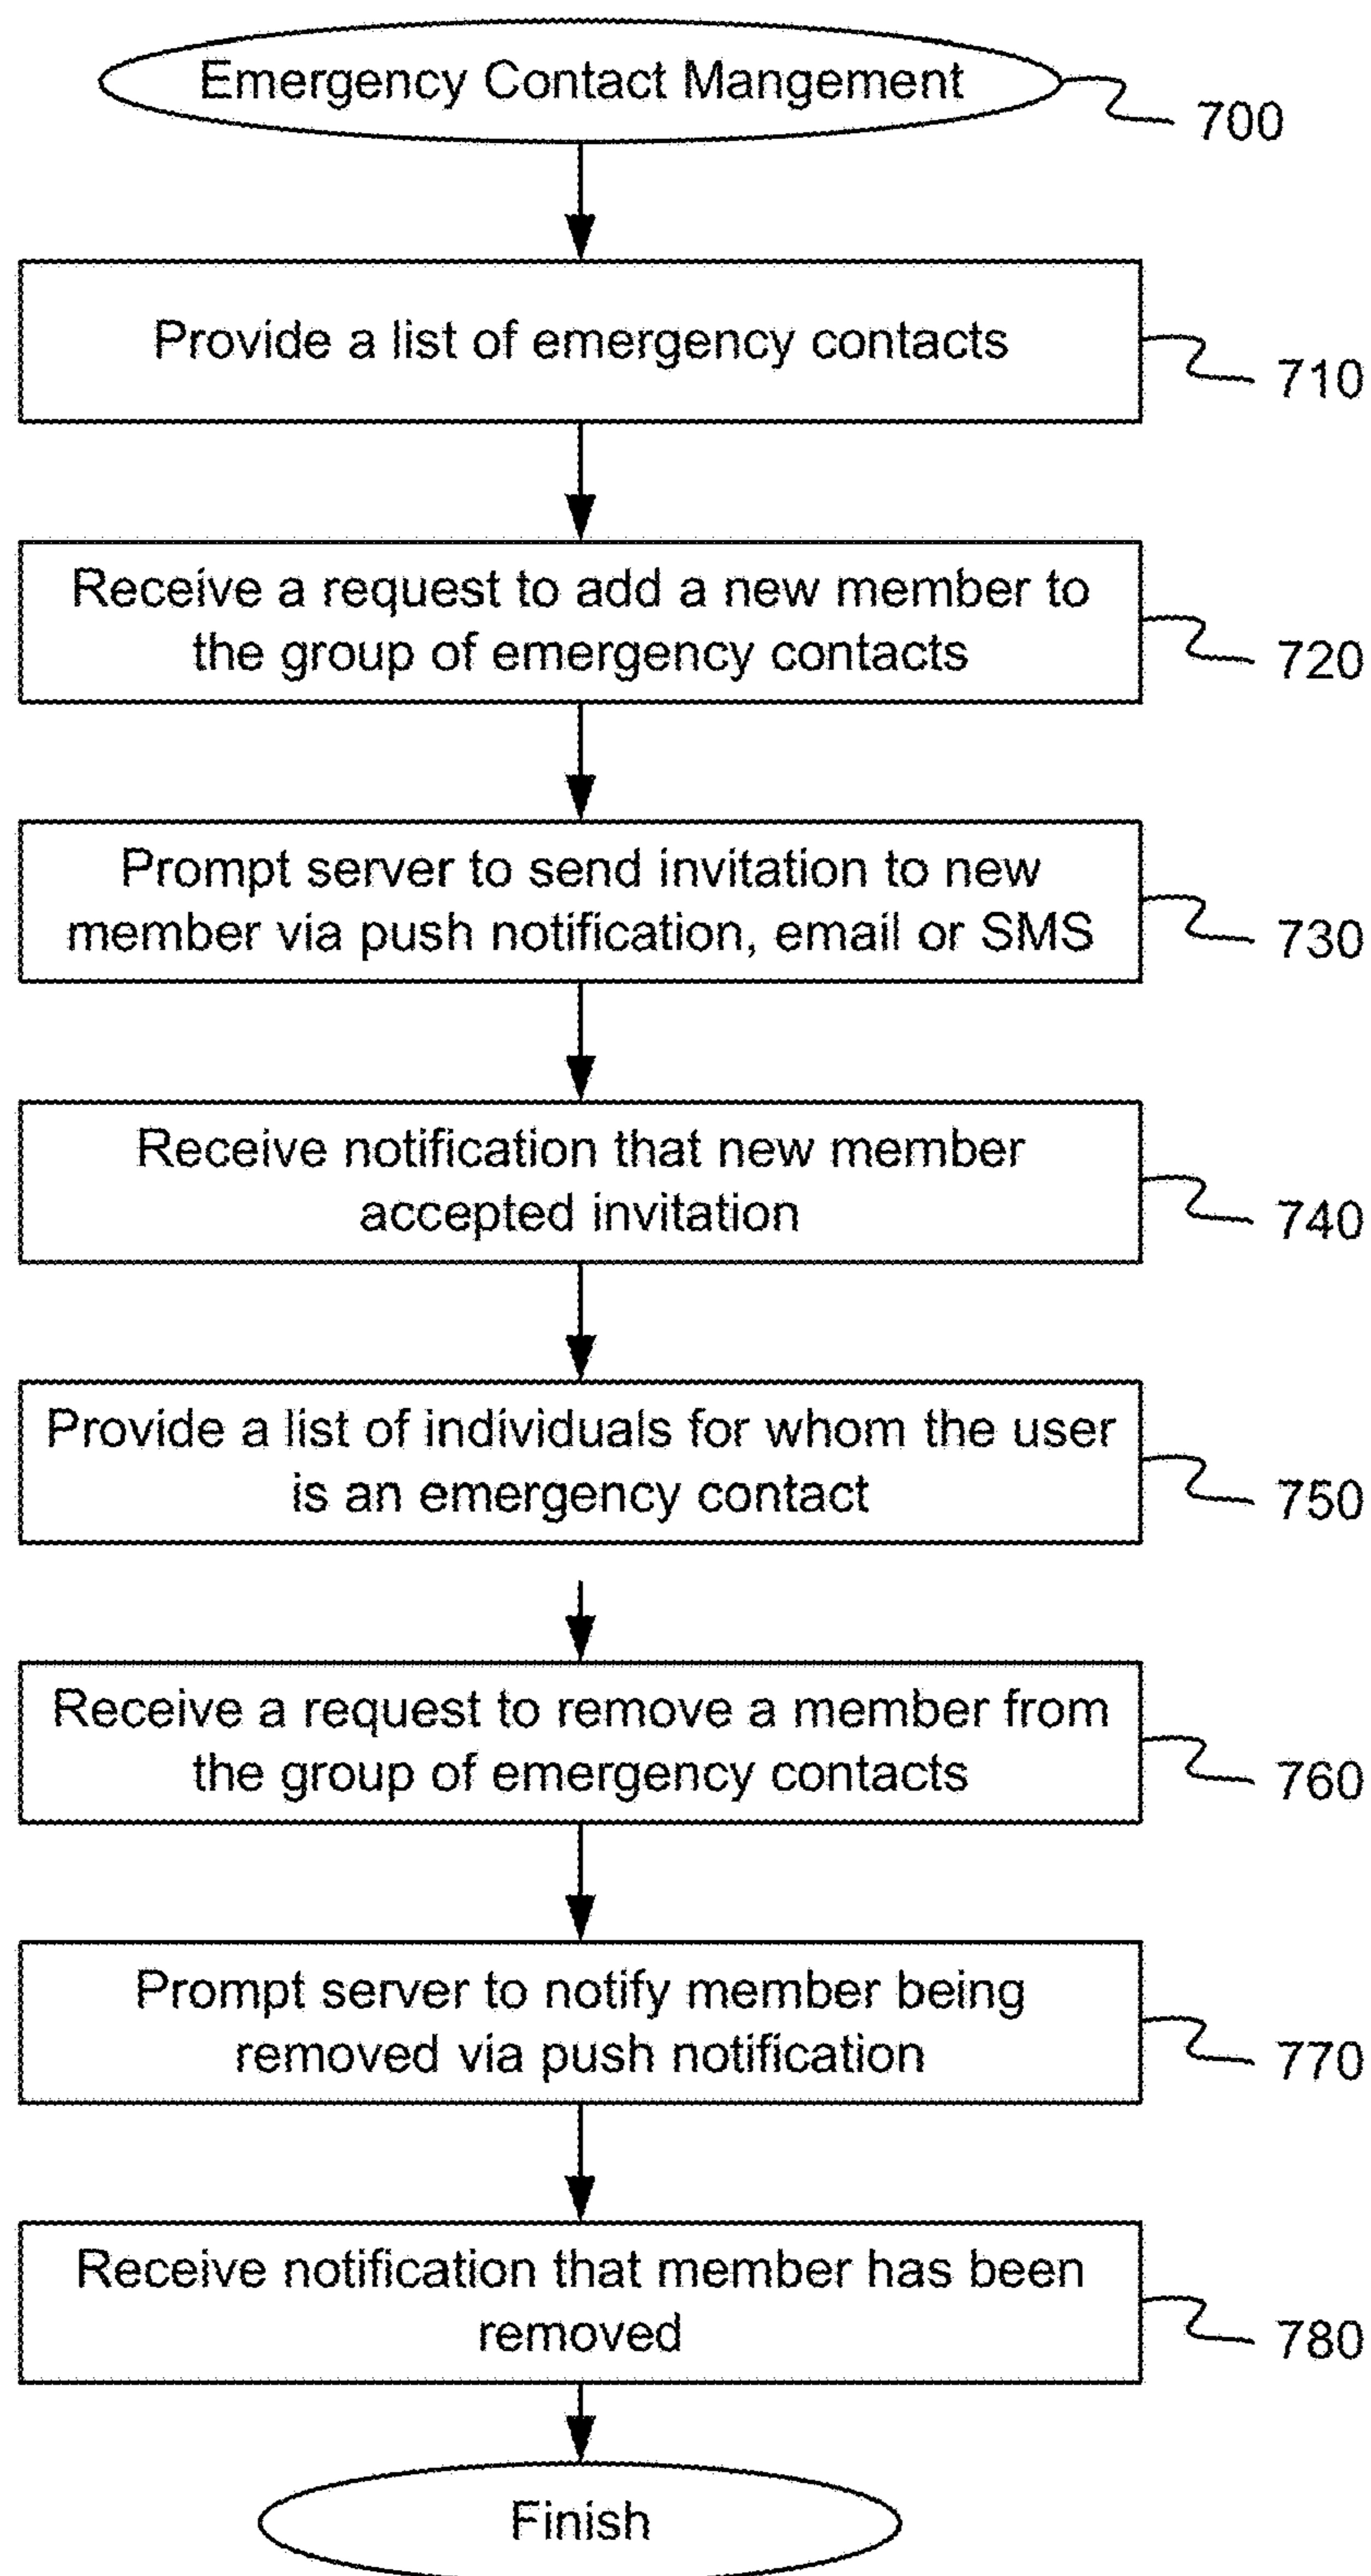 Emergency Contact Mangement
700
Provide a list of emergency contacts
710
Receive a request to add a new member to
the group of emergency contacts
720
Prompt server to send invitation to new
member via push notification, email or SMS
730
Receive notification that new member
accepted invitation
740
Provide a list of individuals for whom the user
is an emergency contact
750
Receive a request to remove a member from
the group of emergency contacts
760
Prompt server to notify member being
removed via push notification
770
Receive notification that member has been
removed
780
Finish